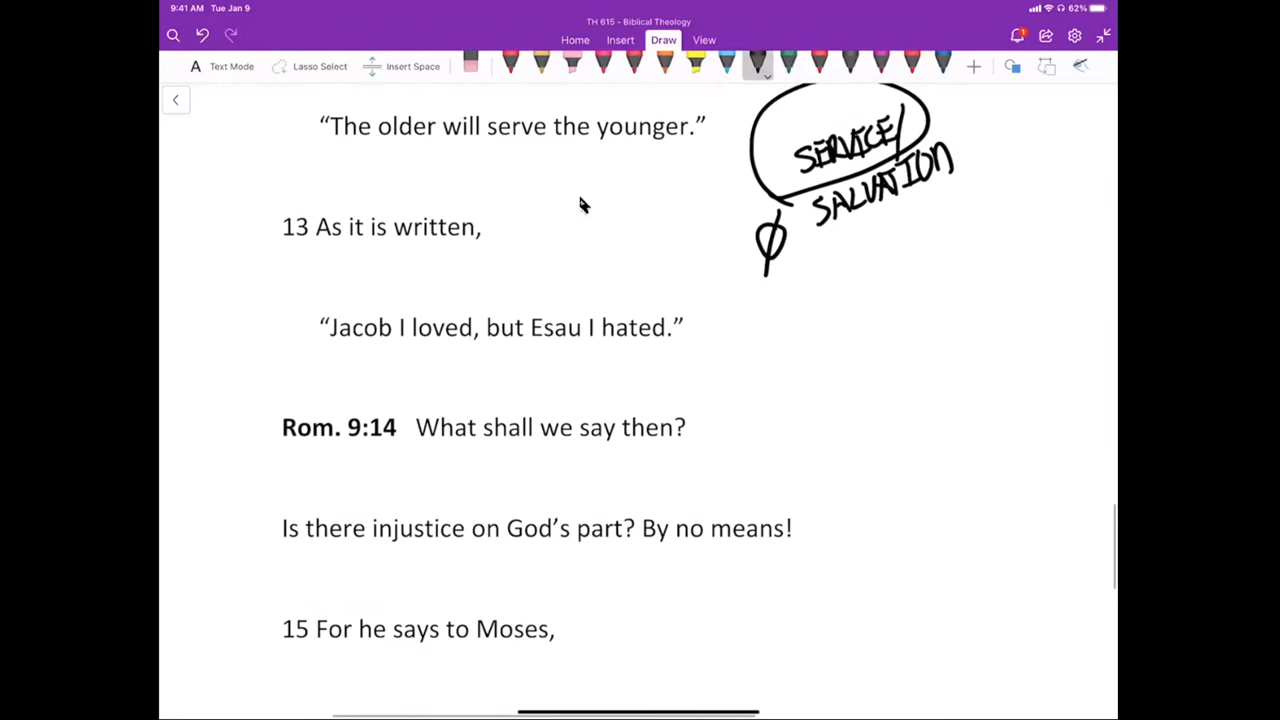 9:41 AM Tue Jan 9
62%
TH 615 - Biblical Theology
Home Insert Draw View
1
A Text Mode Lasso Select Insert Space
“The older will serve the younger.”
SERVICE/
SALVATION
13 As it is written,
“Jacob I loved, but Esau I hated.”
Rom. 9:14 What shall we say then?
Is there injustice on God’s part? By no means!
15 For he says to Moses,